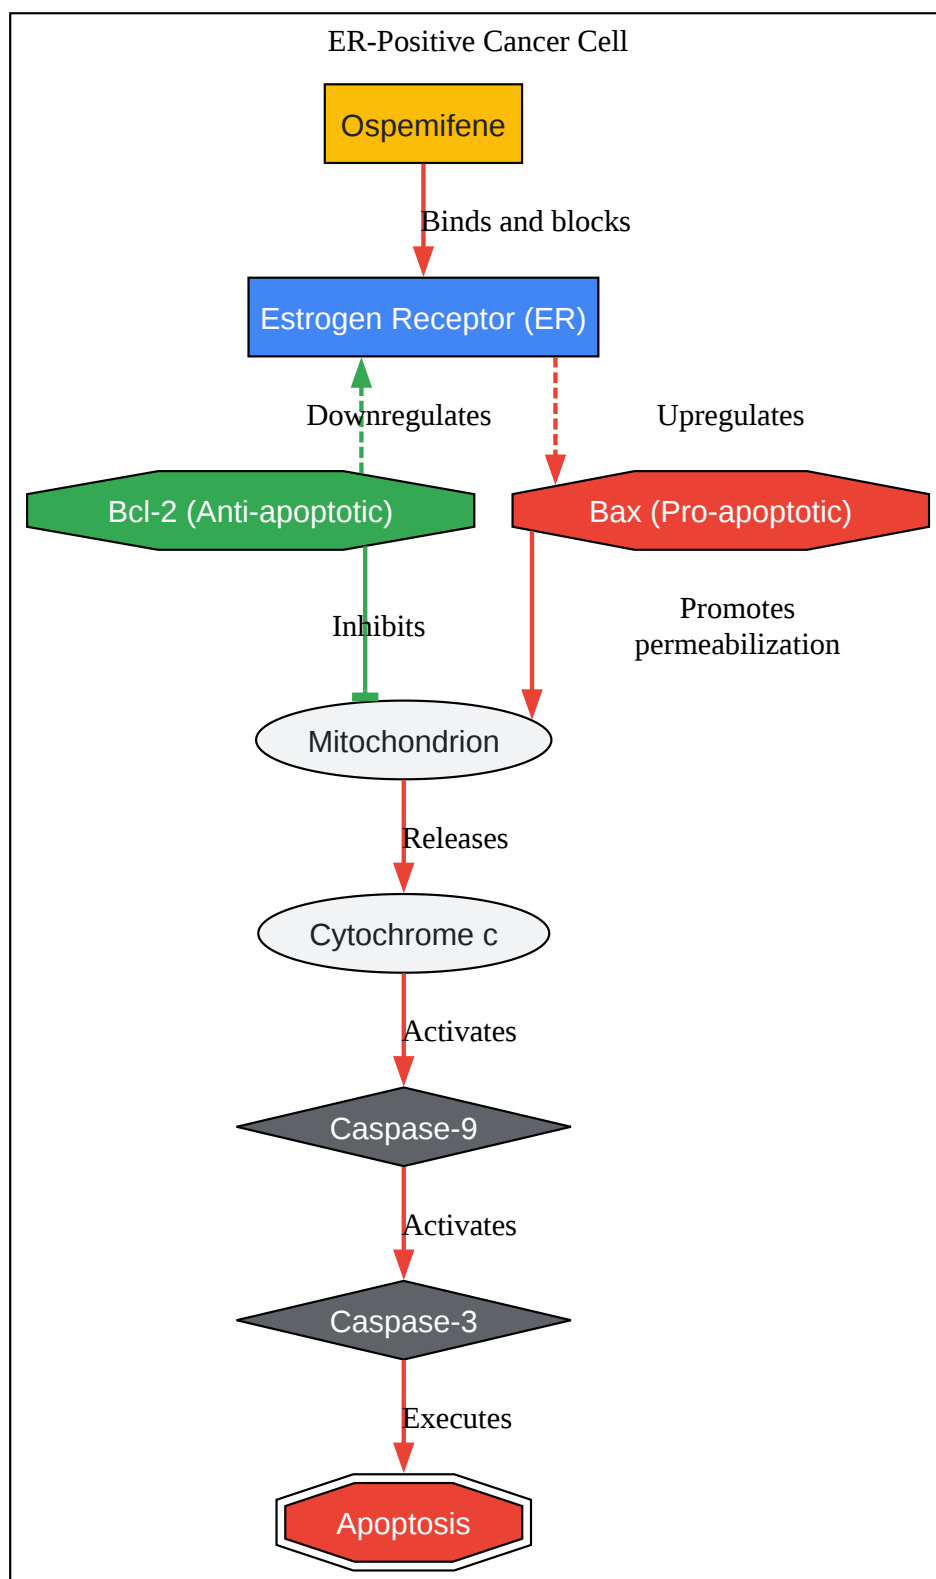 ER-Positive Cancer Cell
Ospemifene
Binds and blocks
Estrogen Receptor (ER)
Downregulates
Upregulates
Bcl-2 (Anti-apoptotic)
Bax (Pro-apoptotic)
Inhibits
Promotes
permeabilization
Mitochondrion
Releases
Cytochrome c
Activates
Caspase-9
Activates
Caspase-3
Executes
Apoptosis